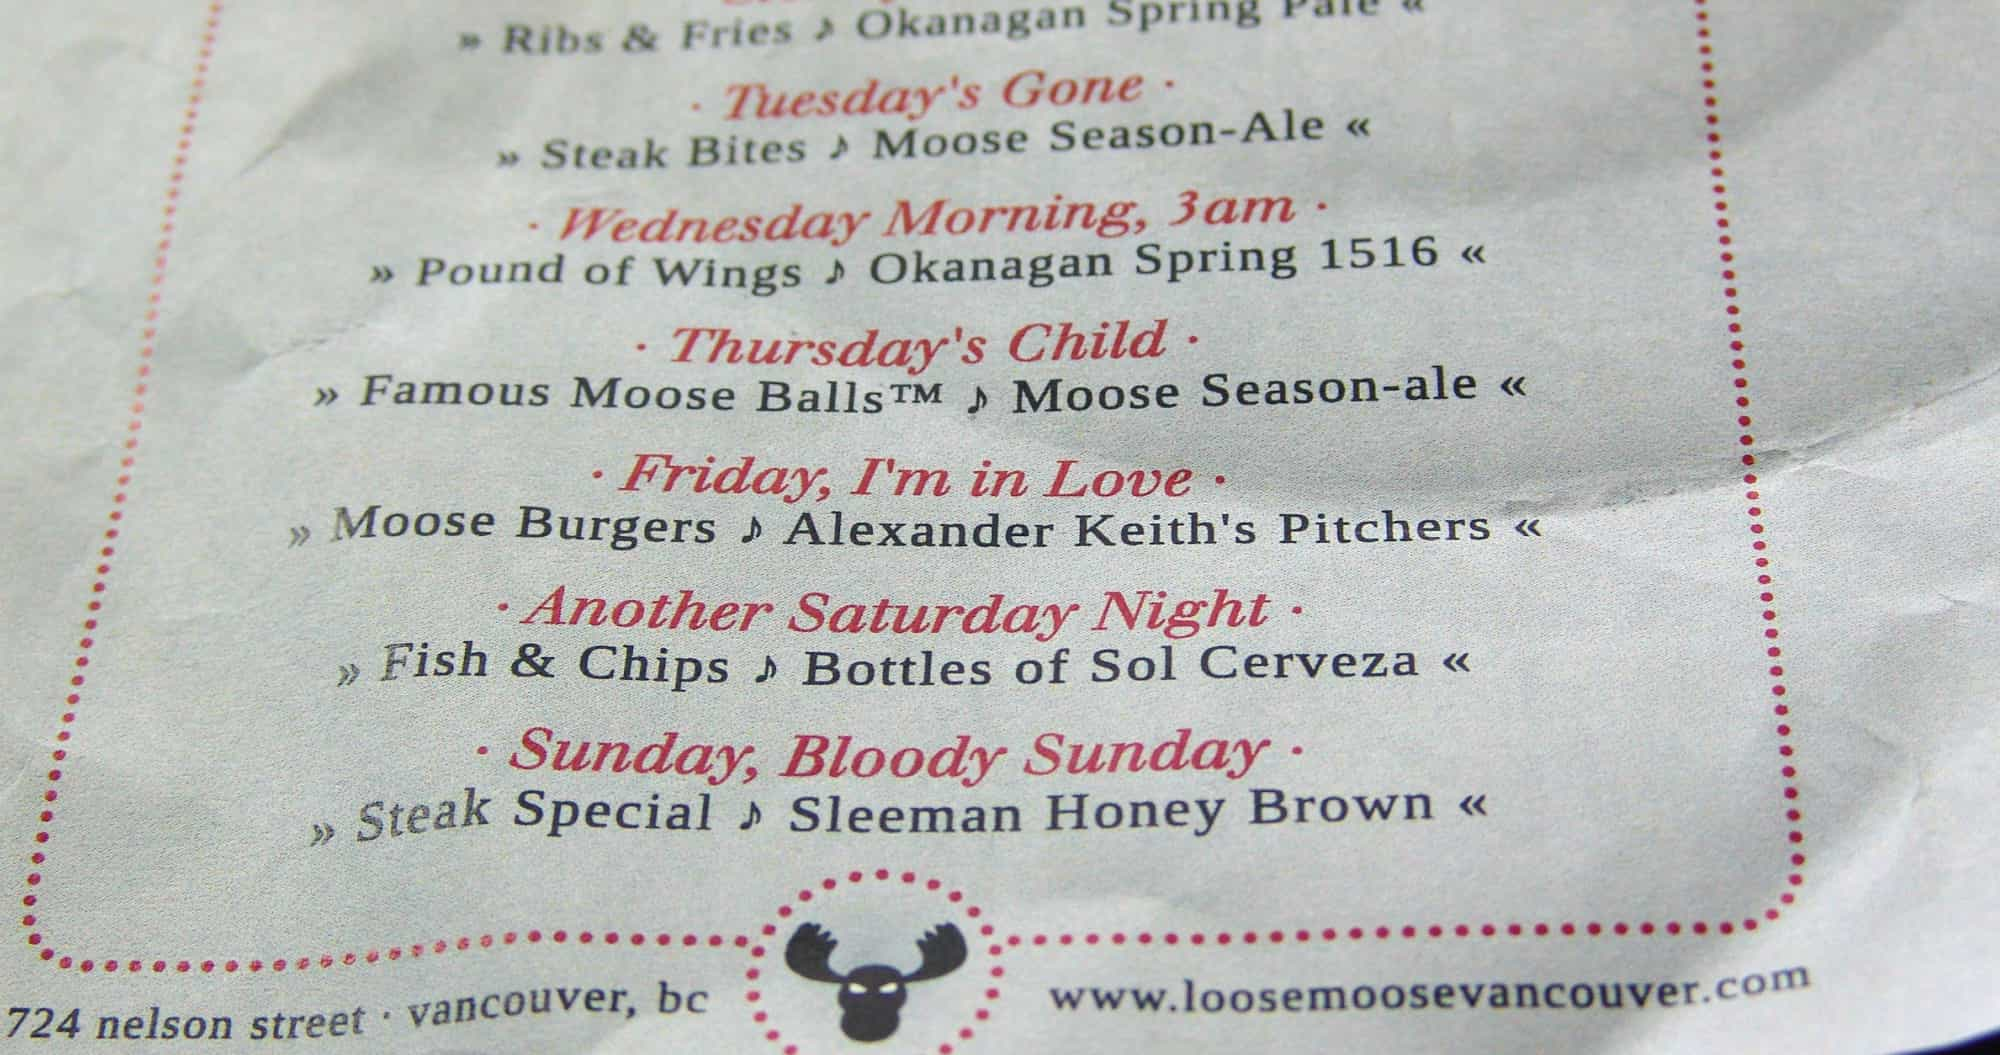 » Ribs & Fries ♪ Okanagan Spring Pale «
· Tuesday's Gone ·
» Steak Bites ♪ Moose Season-Ale «
· Wednesday Morning, 3am ·
» Pound of Wings ♪ Okanagan Spring 1516 «
· Thursday's Child ·
» Famous Moose Balls™ ♪ Moose Season-ale «
· Friday, I'm in Love ·
» Moose Burgers ♪ Alexander Keith's Pitchers «
· Another Saturday Night ·
» Fish & Chips ♪ Bottles of Sol Cerveza «
· Sunday, Bloody Sunday ·
» Steak Special ♪ Sleeman Honey Brown «
724 nelson street · vancouver, bc
www.loosemoosevancouver.com